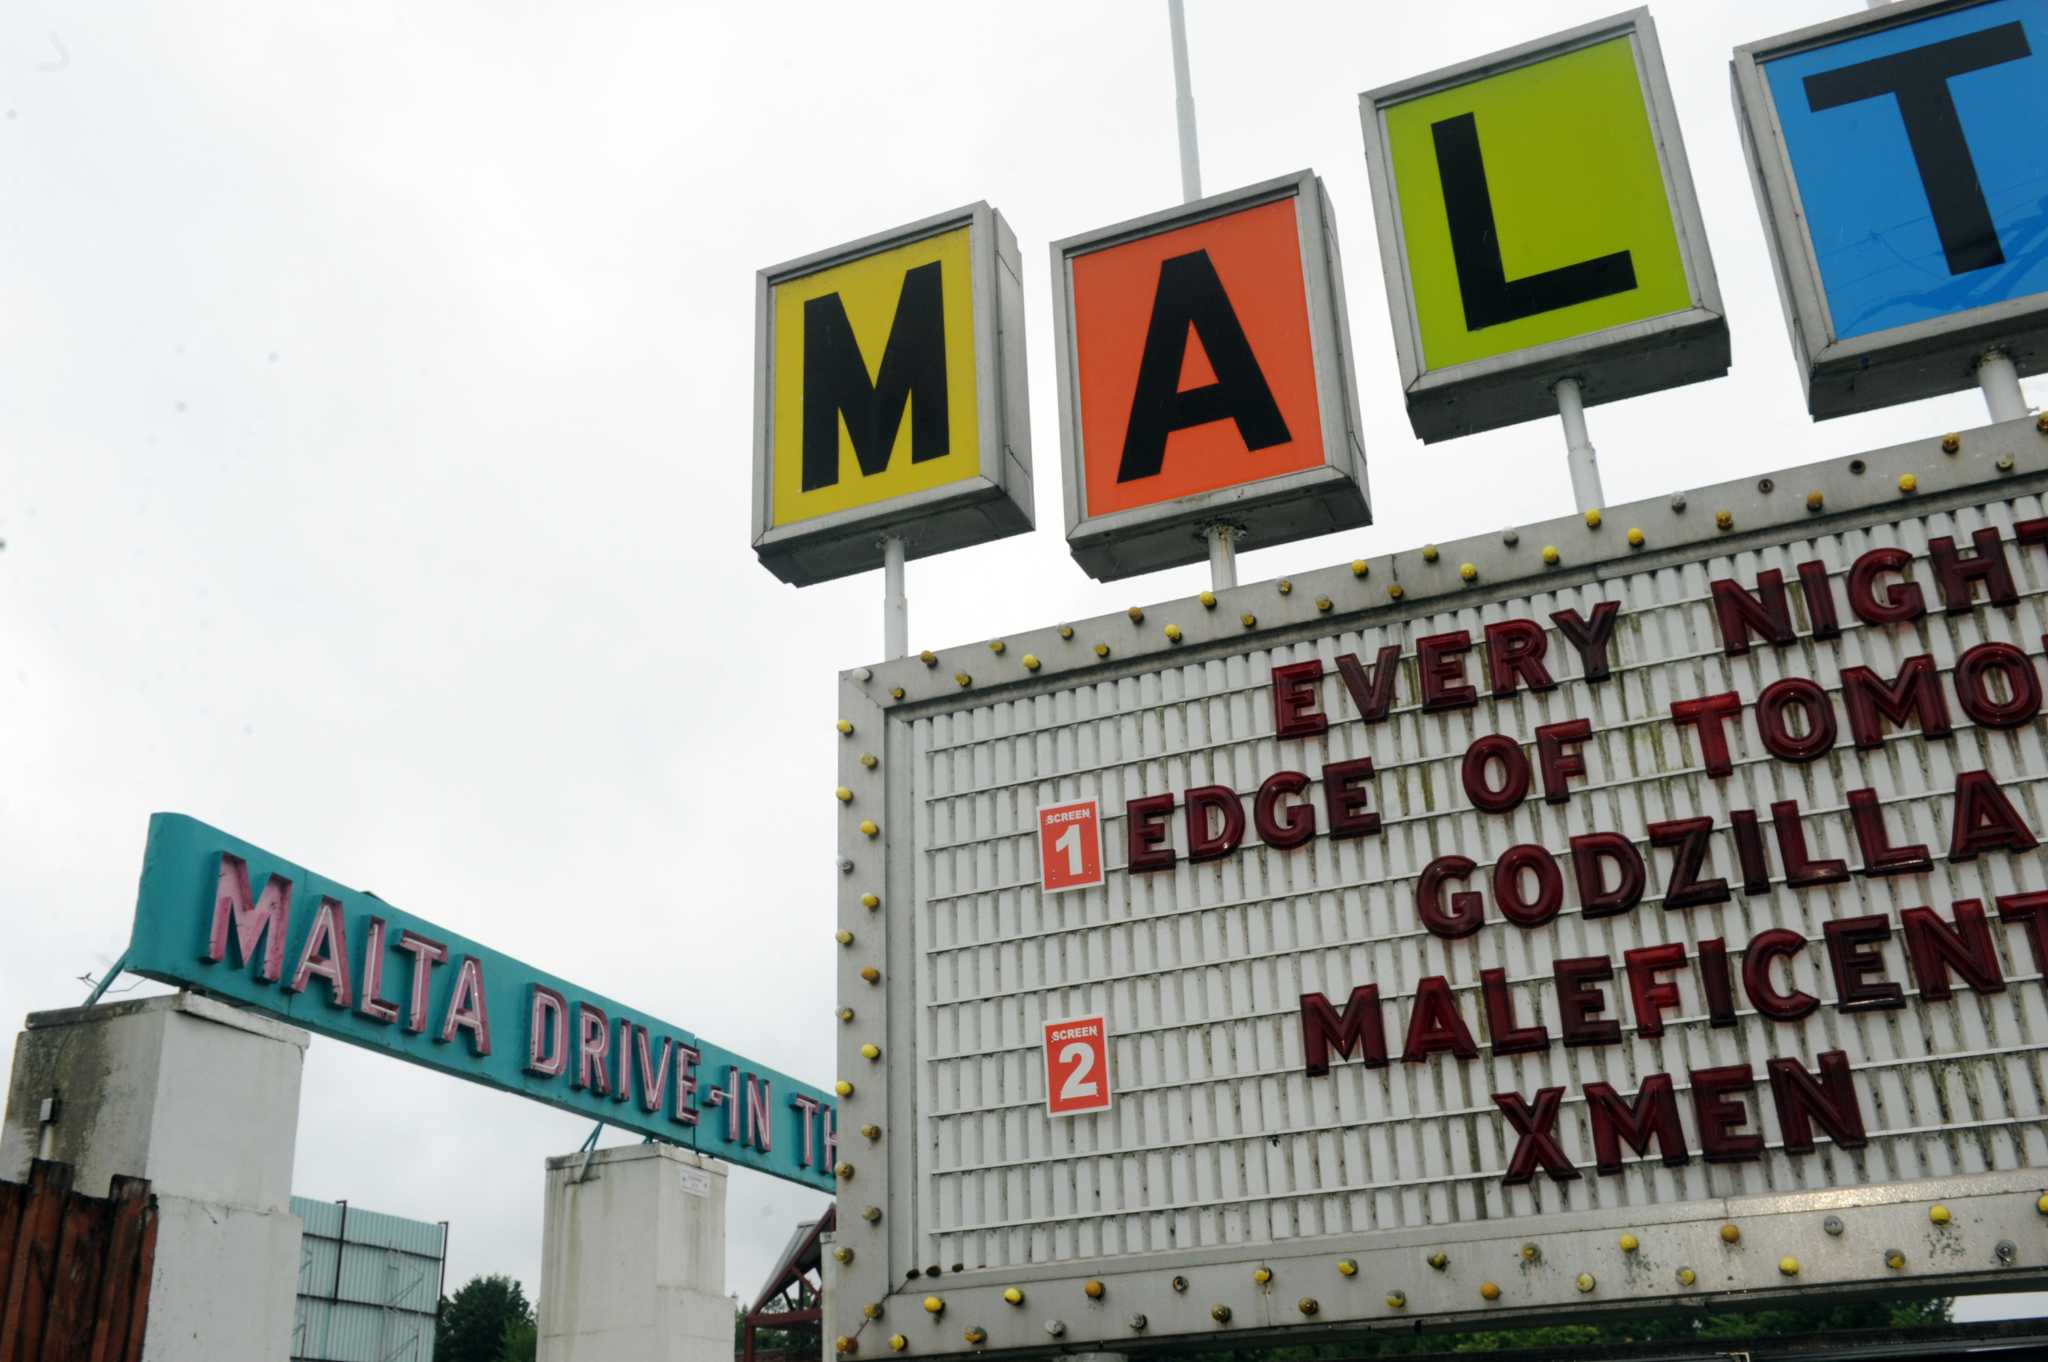 MALT
EVERY NIGHT
SCREEN 1
EDGE OF TOMO
GODZILLA
SCREEN 2
MALEFICENT
XMEN
MALTA DRIVE-IN TH